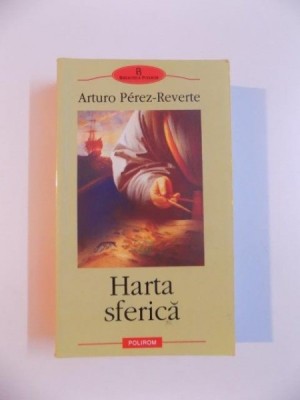 B
Arturo Pérez-Reverte
Harta
sferică
POLIROM